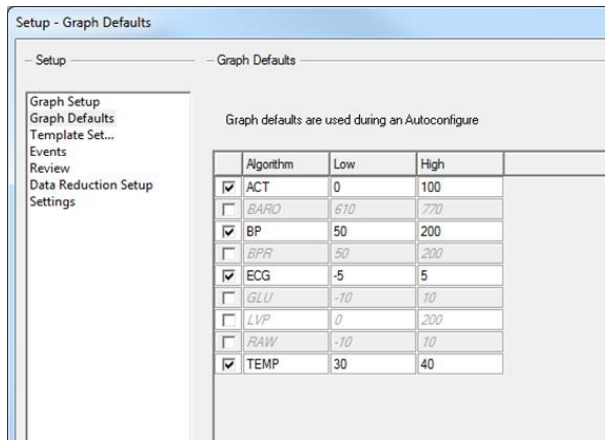 Setup - Graph Defaults
Setup
Graph Setup
Graph Defaults
Template Set...
Events
Review
Data Reduction Setup
Settings
Graph Defaults
Graph defaults are used during an Autoconfigure
Algorithm Low High
ACT 0 100
BARO 610 770
BP 50 200
BPR 50 200
ECG -5 5
GLU -10 10
LVP 0 200
RAW -10 10
TEMP 30 40